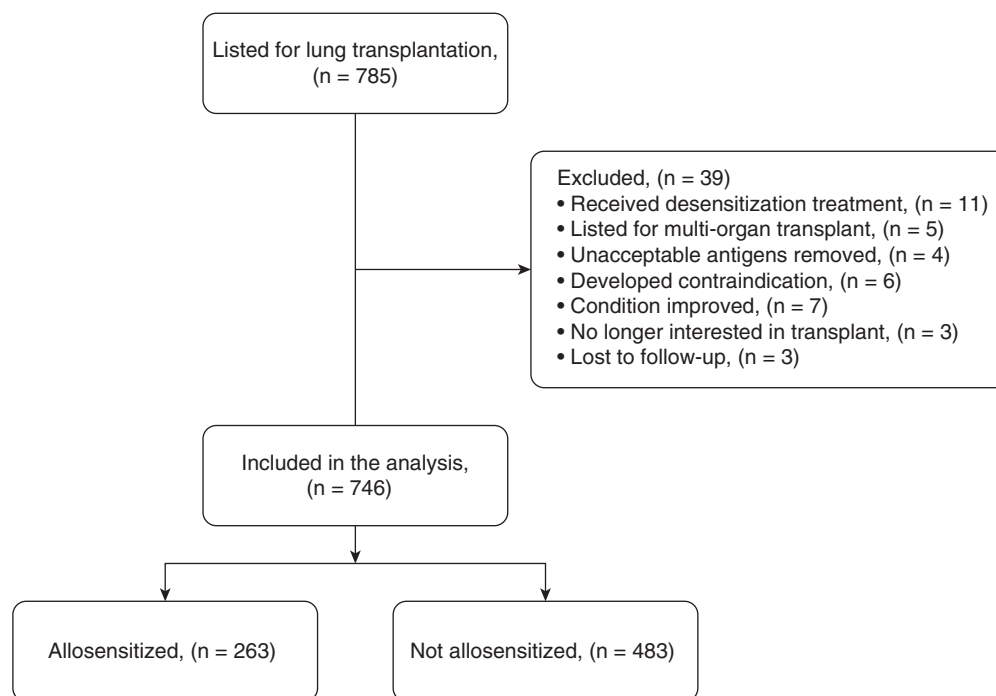 Listed for lung transplantation,
(n = 785)
Excluded, (n = 39)
• Received desensitization treatment, (n = 11)
• Listed for multi-organ transplant, (n = 5)
• Unacceptable antigens removed, (n = 4)
• Developed contraindication, (n = 6)
• Condition improved, (n = 7)
• No longer interested in transplant, (n = 3)
• Lost to follow-up, (n = 3)
Included in the analysis,
(n = 746)
Allosensitized, (n = 263)
Not allosensitized, (n = 483)